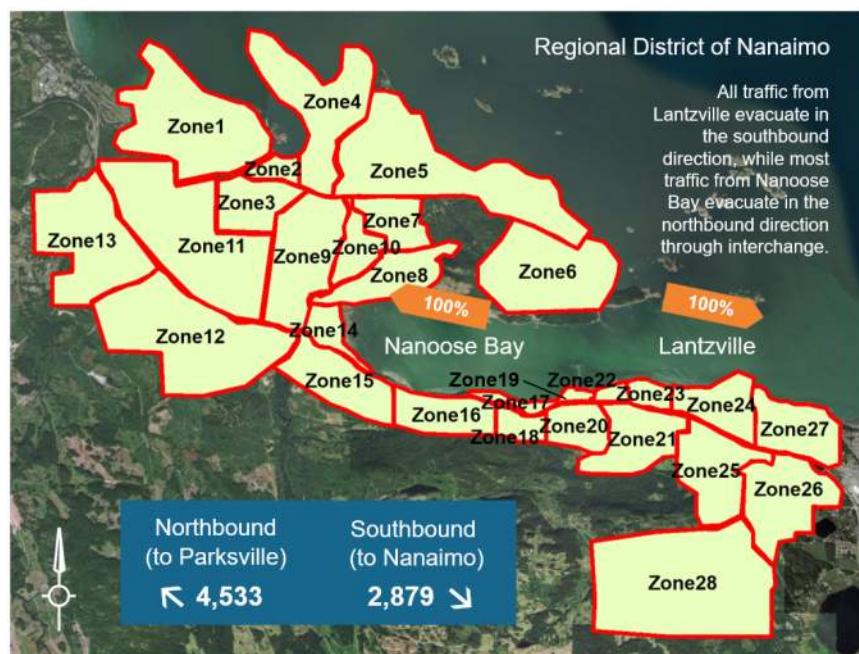 Regional District of Nanaimo
All traffic from
Lantzville evacuate in
the southbound
direction, while most
traffic from Nanoose
Bay evacuate in the
northbound direction
through interchange.
Zone1
Zone2
Zone3
Zone4
Zone5
Zone6
Zone7
Zone8
Zone9
Zone10
Zone11
Zone12
Zone13
Zone14
Zone15
Zone16
Zone17
Zone18
Zone19
Zone20
Zone21
Zone22
Zone23
Zone24
Zone25
Zone26
Zone27
Zone28
100%
Nanoose Bay
100%
Lantzville
Northbound
(to Parksville)
4,533
Southbound
(to Nanaimo)
2,879